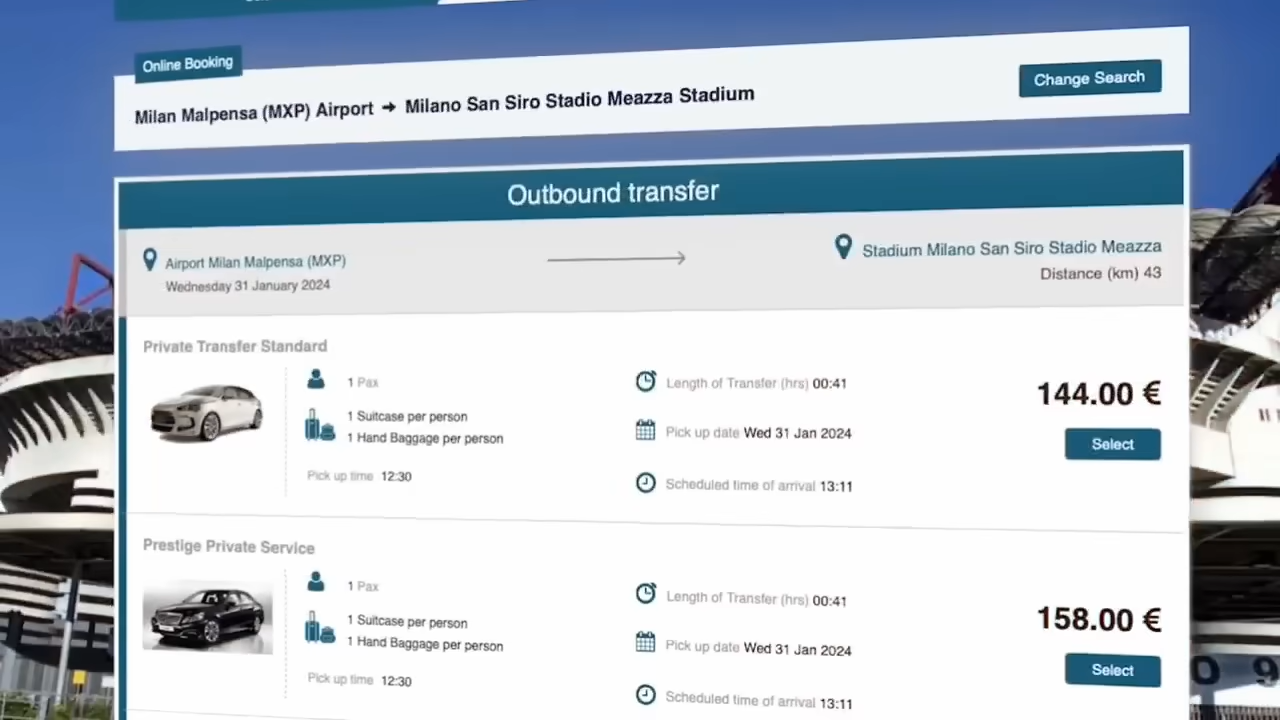 Online Booking
Milan Malpensa (MXP) Airport → Milano San Siro Stadio Meazza Stadium
Change Search
Outbound transfer
Airport Milan Malpensa (MXP)
Wednesday 31 January 2024
Stadium Milano San Siro Stadio Meazza
Distance (km) 43
Private Transfer Standard
1 Pax
1 Suitcase per person
1 Hand Baggage per person
Pick up time 12:30
Length of Transfer (hrs) 00:41
Pick up date Wed 31 Jan 2024
Scheduled time of arrival 13:11
144.00 €
Select
Prestige Private Service
1 Pax
1 Suitcase per person
1 Hand Baggage per person
Pick up time 12:30
Length of Transfer (hrs) 00:41
Pick up date Wed 31 Jan 2024
Scheduled time of arrival 13:11
158.00 €
Select
0 9